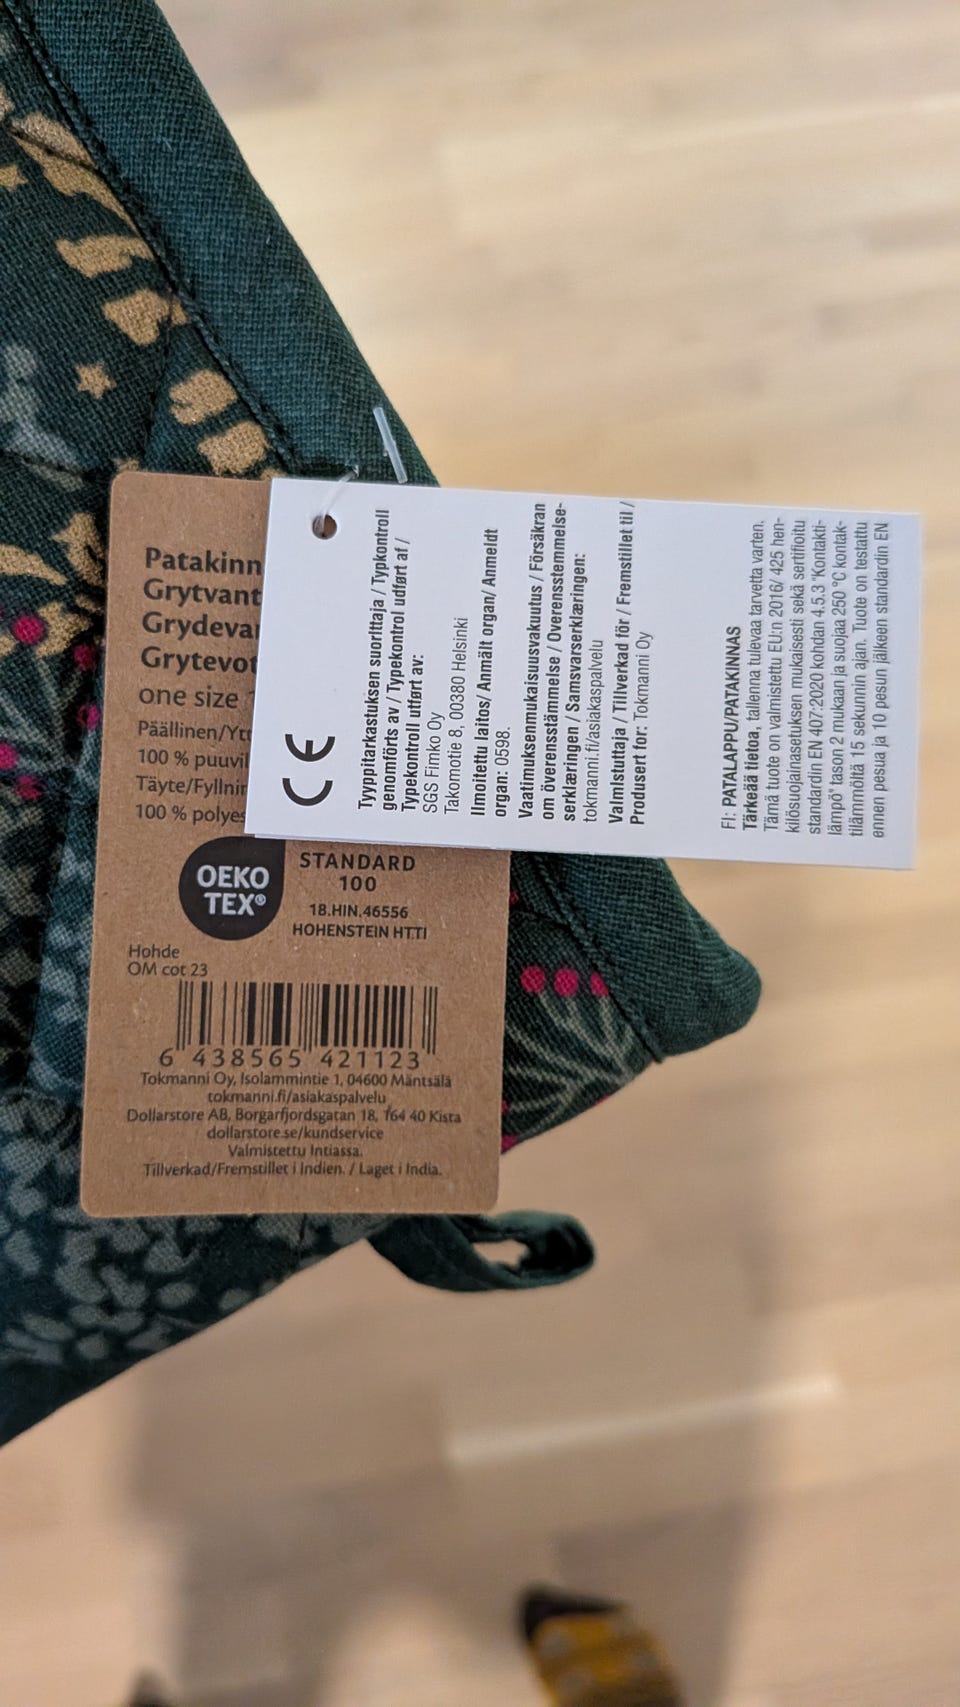 Patakinn
Grytvant
Grydeva
Grytevot
one size
Päällinen/Ytt
100 % puuvil
Täyte/Fyllnin
100 % polyes
OEKO
TEX®
STANDARD
100
18.HIN.46556
HOHENSTEIN HTTI
Hohde
OM cot 23
6 438565 421123
Tokmanni Oy, Isolammintie 1, 04600 Mäntsälä
tokmanni.fi/asiakaspalvelu
Dollarstore AB, Borgarfjordsgatan 18, 164 40 Kista
dollarstore.se/kundservice
Valmistettu Intiassa.
Tillverkad/Fremstillet i Indien. / Laget i India.
CE
Tyyppitarkastuksen suorittaja / Typkontroll
genomförts av / Typekontrol udført af /
Typekontroll utført av:
SGS Fimko Oy
Takomotie 8, 00380 Helsinki
Ilmoitettu laitos/ Anmält organ/ Anmeldt
organ: 0598.
Vaatimuksenmukaisuusvakuutus / Försäkran
om överensstämmelse / Overensstemmelse-
serklæringen / Samsvarserklæringen:
tokmanni.fi/asiakaspalvelu
Valmistuttaja / Tillverkad för / Fremstillet til /
Produsert for: Tokmanni Oy
FI: PATALAPPU/PATAKINNAS
Tärkeää tietoa, tallenna tulevaa tarvetta varten.
Tämä tuote on valmistettu EU:n 2016/ 425 hen-
kilösuojainasetuksen mukaisesti sekä sertifioitu
standardin EN 407:2020 kohdan 4.5.3 "Kontakti-
lämpö" tason 2 mukaan ja suojaa 250 °C kontak-
tilämmöltä 15 sekunnin ajan. Tuote on testattu
ennen pesua ja 10 pesun jälkeen standardin EN